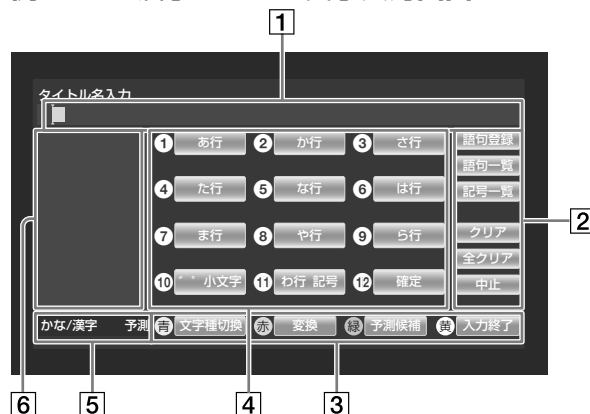 1
タイトル名入力
① あ行 ② か行 ③ さ行 語句登録
語句一覧
④ た行 ⑤ な行 ⑥ は行 記号一覧
2
⑦ ま行 ⑧ や行 ⑨ ら行 クリア
全クリア
⑩ ゛゜小文字 ⑪ わ行 記号 ⑫ 確定 中止
かな/漢字 予測 青 文字種切換 赤 変換 緑 予測候補 黄 入力終了
6 5 4 3